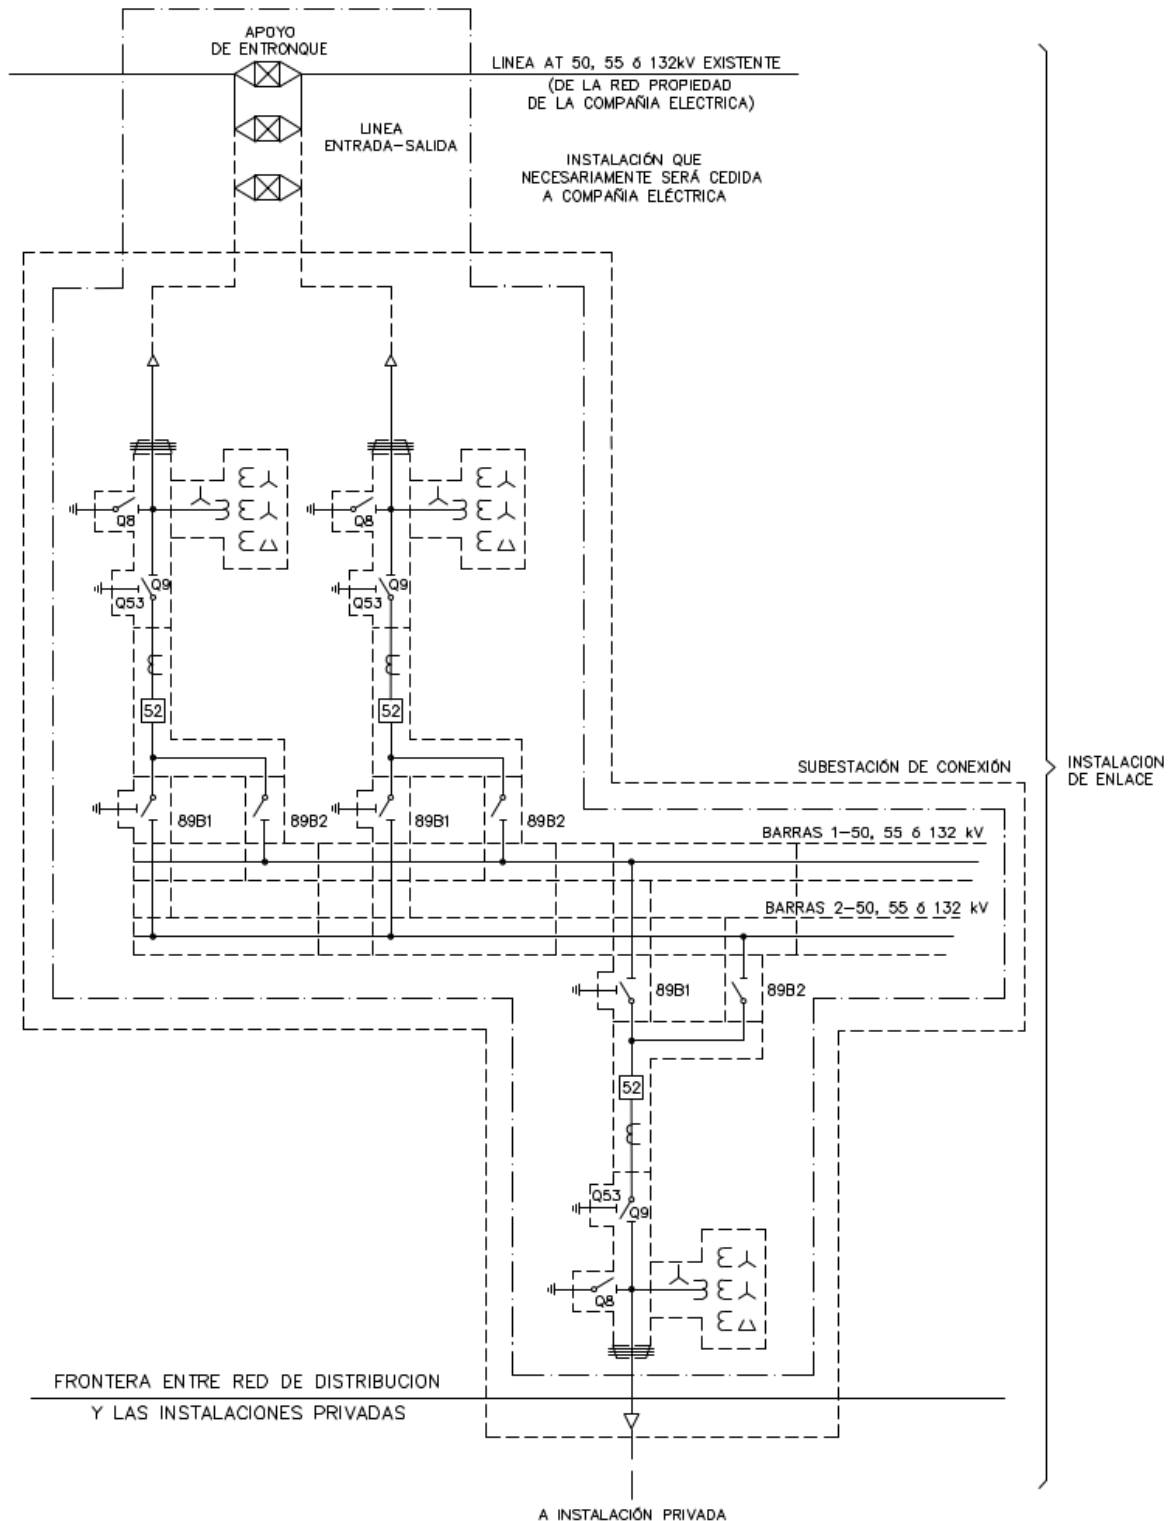 APOYO
DE ENTRONQUE
LINEA AT 50, 55 ó 132kV EXISTENTE
(DE LA RED PROPIEDAD
DE LA COMPAÑIA ELECTRICA)
LINEA
ENTRADA-SALIDA
INSTALACIÓN QUE
NECESARIAMENTE SERÁ CEDIDA
A COMPAÑIA ELÉCTRICA
Q8
Q8
Q9
Q53
Q9
Q53
52
52
SUBESTACIÓN DE CONEXIÓN
INSTALACION
DE ENLACE
89B1
89B2
89B1
89B2
BARRAS 1-50, 55 ó 132 kV
BARRAS 2-50, 55 ó 132 kV
89B1
89B2
52
Q53
Q9
Q8
FRONTERA ENTRE RED DE DISTRIBUCION
Y LAS INSTALACIONES PRIVADAS
A INSTALACIÓN PRIVADA